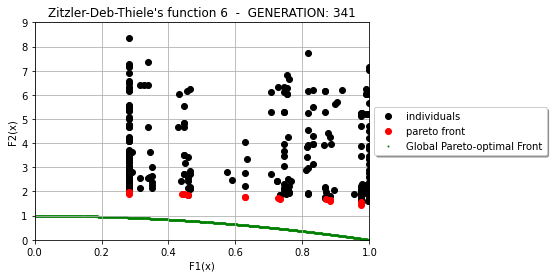 Zitzler-Deb-Thiele's function 6  -  GENERATION: 341
F2(x)
9
8
7
6
5
4
3
2
1
0
0.0 0.2 0.4 0.6 0.8 1.0
F1(x)
individuals
pareto front
Global Pareto-optimal Front